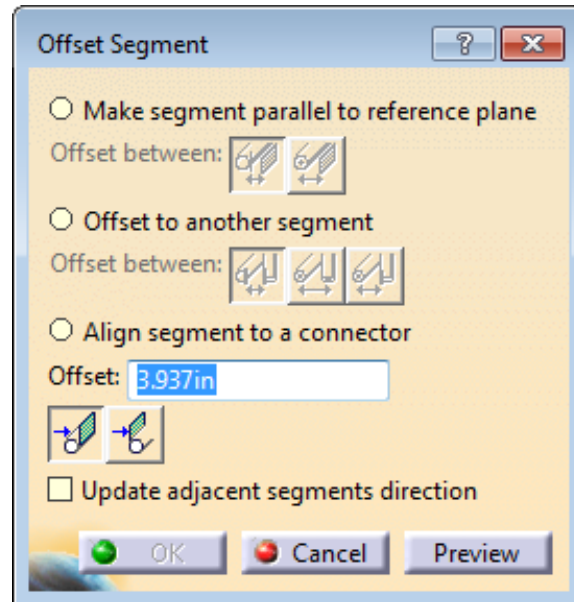 Offset Segment
Make segment parallel to reference plane
Offset between:
Offset to another segment
Offset between:
Align segment to a connector
Offset: 3.937in
Update adjacent segments direction
OK Cancel Preview